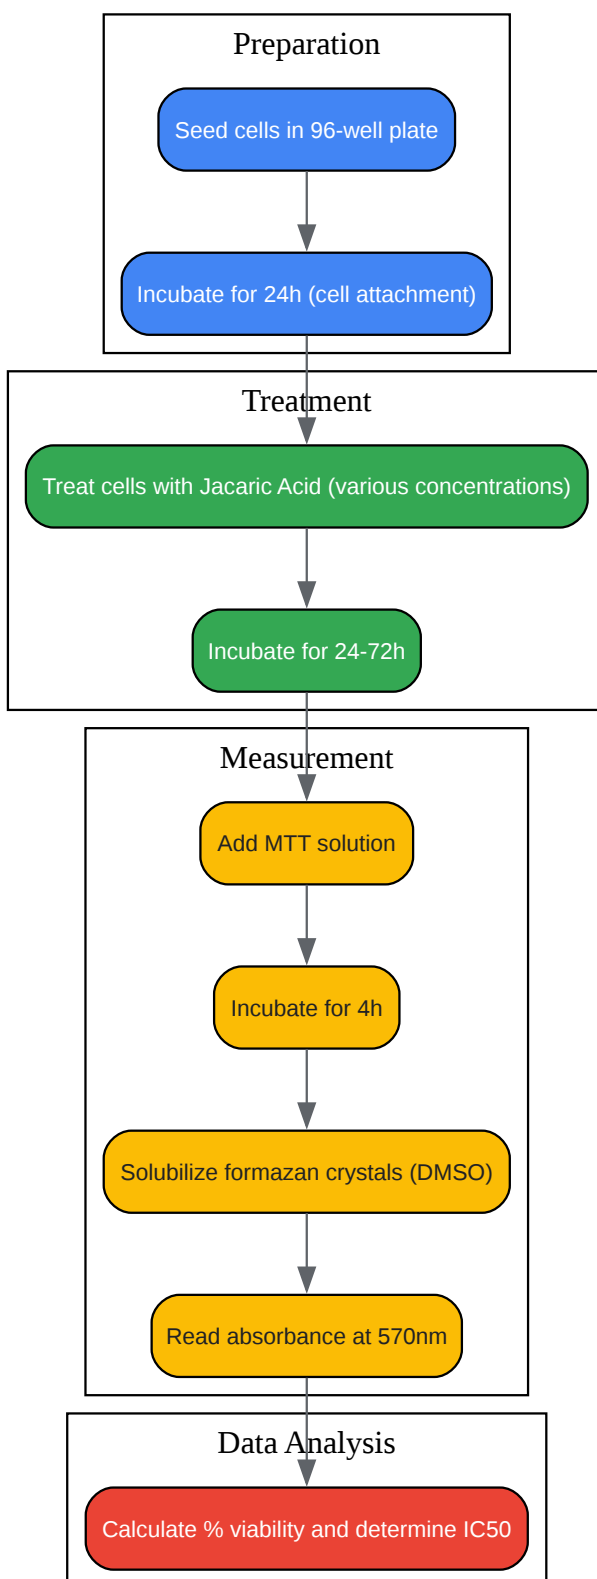 Preparation
Seed cells in 96-well plate
Incubate for 24h (cell attachment)
Treatment
Treat cells with Jacaric Acid (various concentrations)
Incubate for 24-72h
Measurement
Add MTT solution
Incubate for 4h
Solubilize formazan crystals (DMSO)
Read absorbance at 570nm
Data Analysis
Calculate % viability and determine IC50